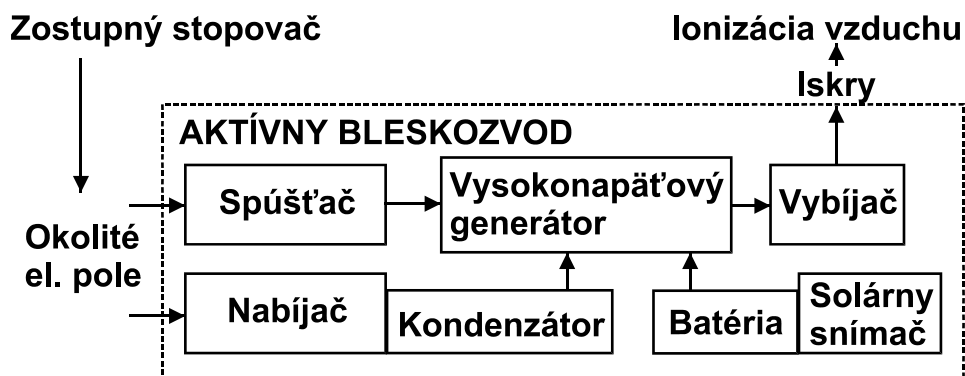 Zostupný stopovač
Ionizácia vzduchu
Iskry
AKTÍVNY BLESKOZVOD
Spúšťač
Vysokonapäťový
generátor
Vybíjač
Okolité
el. pole
Nabíjač
Kondenzátor
Batéria
Solárny
snímač